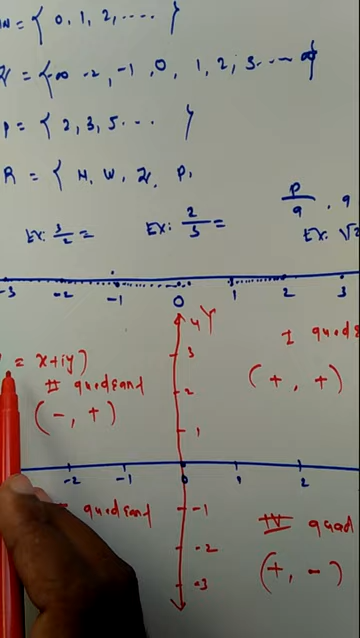 W = { 0, 1, 2, ..... }
= { -∞ -2, -1, 0, 1, 2, 3 ..... ∞ }
P = { 2, 3, 5 ... }
R = { N, W, Z, P,
P/q , q
Ex: 3/2 = Ex: 2/3 = Ex: √2
-3 -2 -1 0 1 2 3
4 Y
3 I quad
= x+iy)
II quadrant (+, +)
2
(-, +)
1
-2 -1 0 1 2
quadrant -1 IV quad
-2
(+, -)
-3